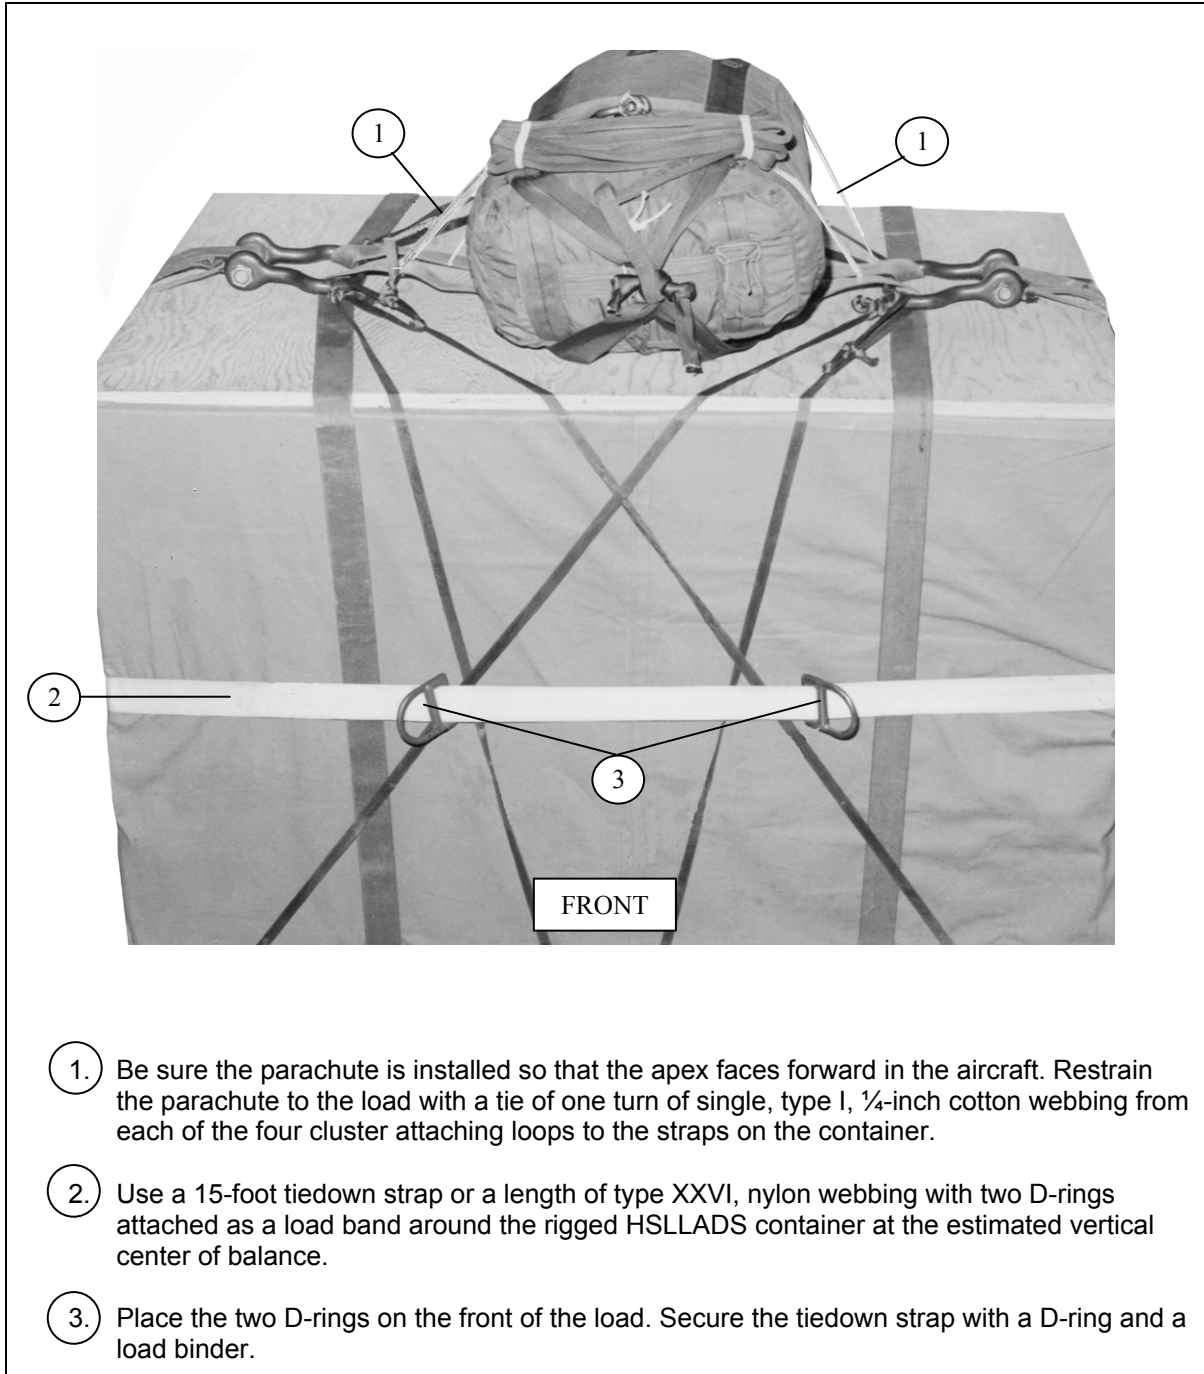 1
1
2
3
FRONT
1. Be sure the parachute is installed so that the apex faces forward in the aircraft. Restrain
the parachute to the load with a tie of one turn of single, type I, ¼-inch cotton webbing from
each of the four cluster attaching loops to the straps on the container.
2. Use a 15-foot tiedown strap or a length of type XXVI, nylon webbing with two D-rings
attached as a load band around the rigged HSLLADS container at the estimated vertical
center of balance.
3. Place the two D-rings on the front of the load. Secure the tiedown strap with a D-ring and a
load binder.